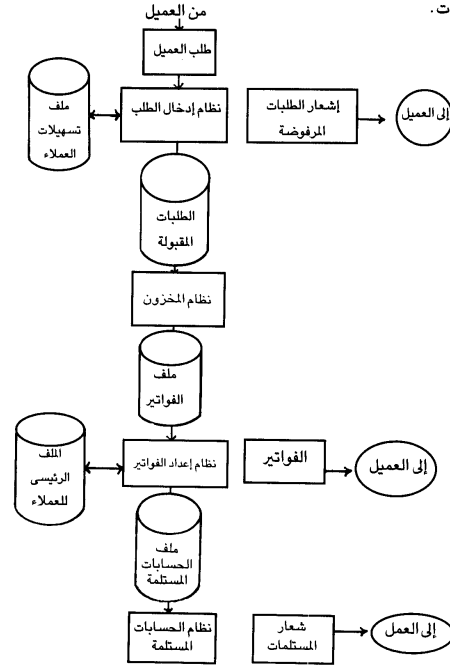 ت.
من العميل
طلب العميل
ملف
تسهيلات
العملاء
نظام إدخال الطلب
إشعار الطلبات
المرفوضة
إلى العميل
الطلبات
المقبولة
نظام المخزون
ملف
الفواتير
الملف
الرئيسى
للعملاء
نظام إعداد الفواتير
الفواتير
إلى العميل
ملف
الحسابات
المستلمة
نظام الحسابات
المستلمة
شعار
المستلمات
إلى العمل